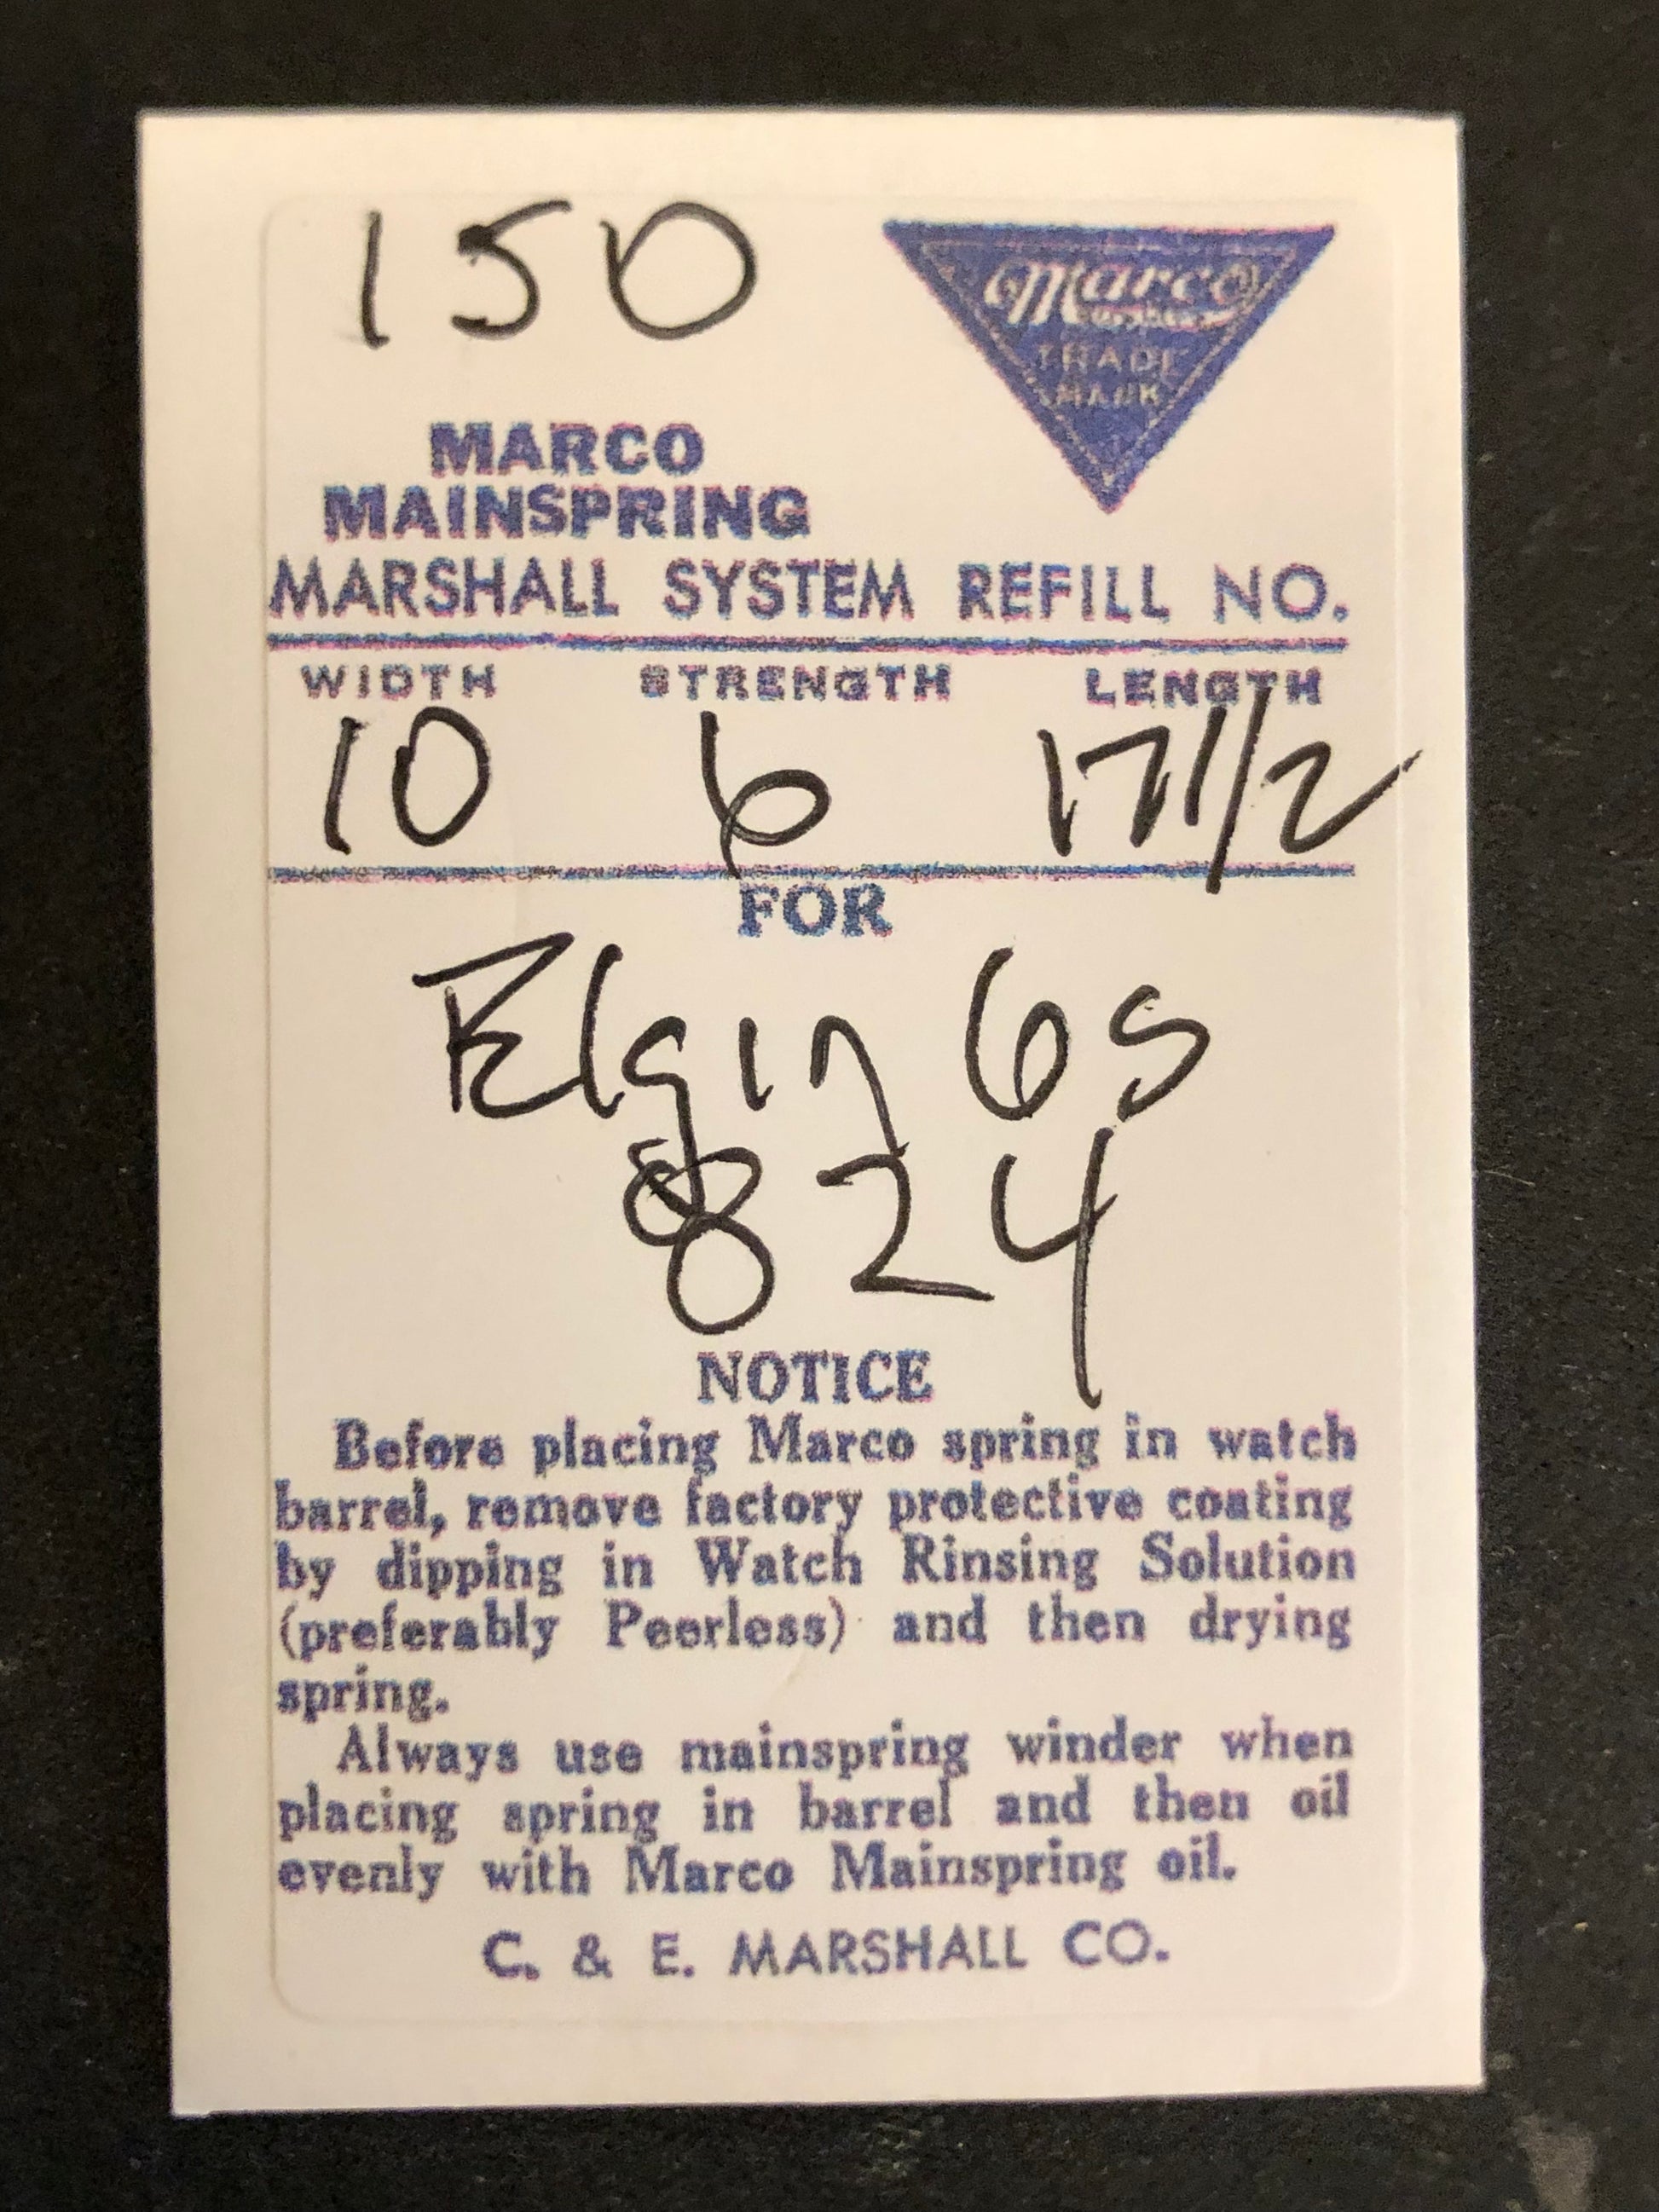 150
Marco
TRADE
MARK
MARCO
MAINSPRING
MARSHALL SYSTEM REFILL NO.
WIDTH STRENGTH LENGTH
10 6 17 1/2
FOR
Elgin 6s
824
NOTICE
Before placing Marco spring in watch
barrel, remove factory protective coating
by dipping in Watch Rinsing Solution
(preferably Peerless) and then drying
spring.
Always use mainspring winder when
placing spring in barrel and then oil
evenly with Marco Mainspring oil.
C. & E. MARSHALL CO.